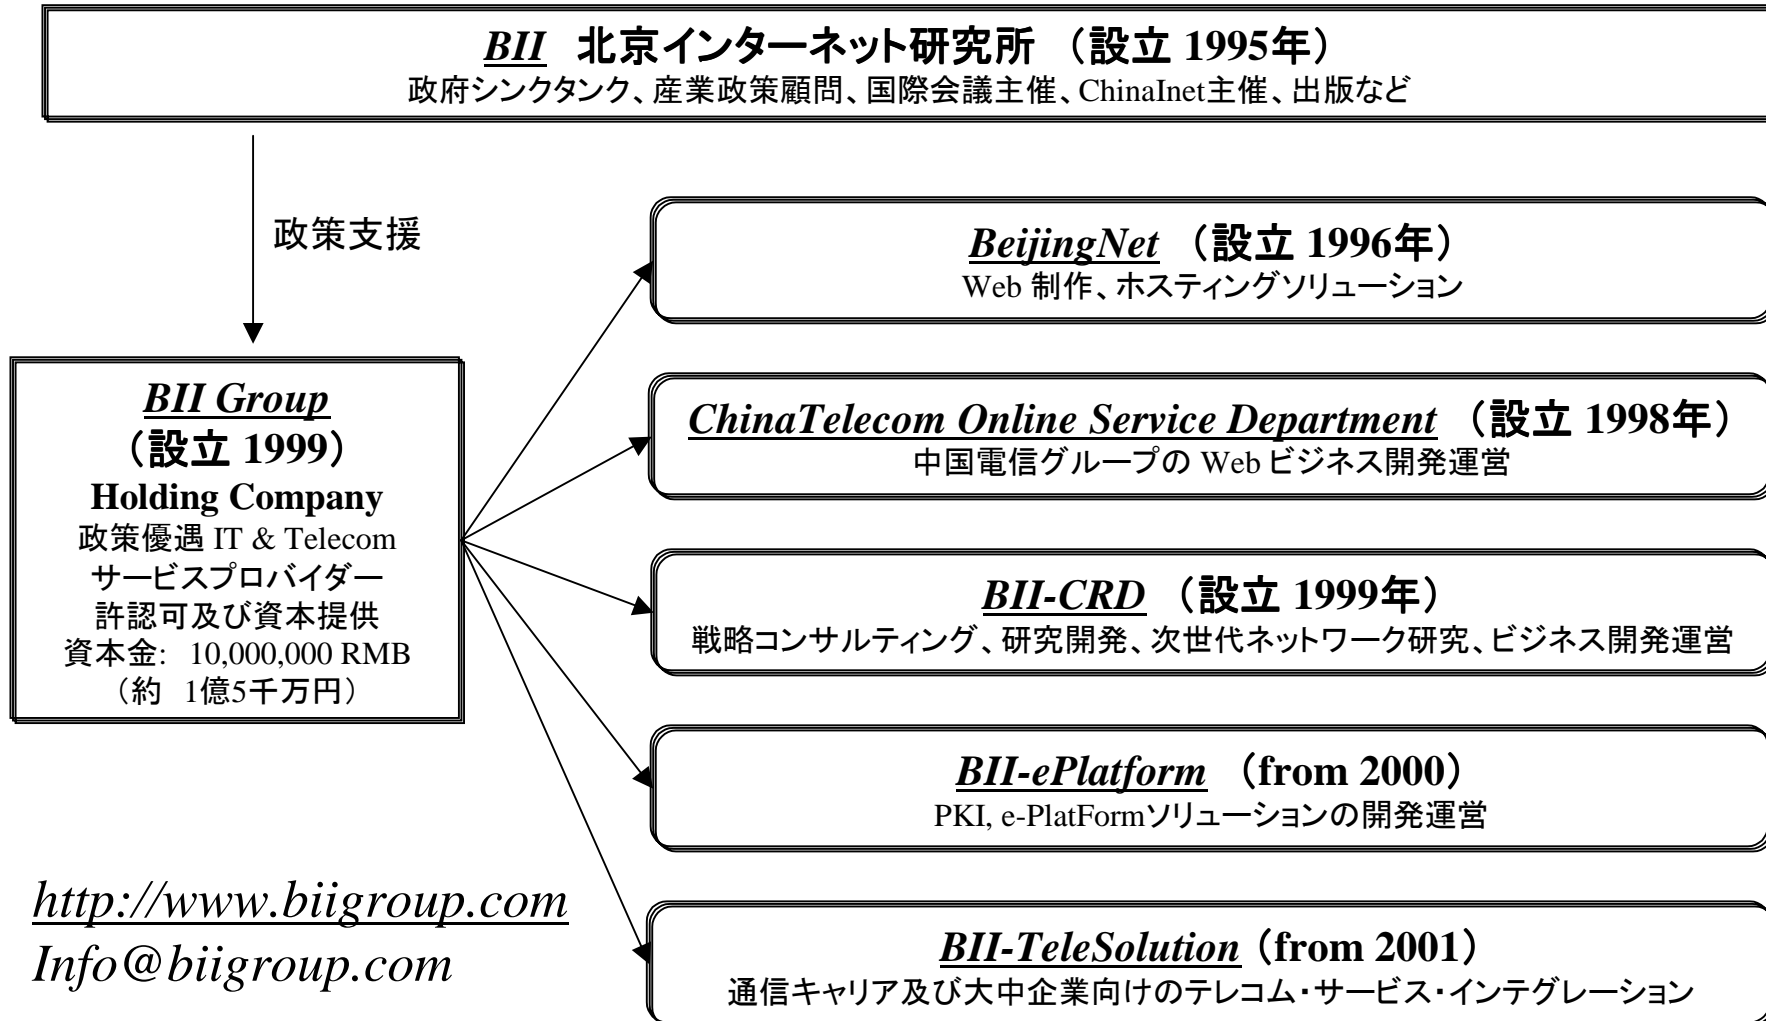 BII 北京インターネット研究所 （設立 1995年）
政府シンクタンク、産業政策顧問、国際会議主催、ChinaInet主催、出版など
政策支援
BII Group
（設立 1999）
Holding Company
政策優遇 IT & Telecom
サービスプロバイダー
許認可及び資本提供
資本金: 10,000,000 RMB
（約 1億5千万円）
BeijingNet （設立 1996年）
Web 制作、ホスティングソリューション
ChinaTelecom Online Service Department （設立 1998年）
中国電信グループの Web ビジネス開発運営
BII-CRD （設立 1999年）
戦略コンサルティング、研究開発、次世代ネットワーク研究、ビジネス開発運営
BII-ePlatform （from 2000）
PKI, e-PlatFormソリューションの開発運営
BII-TeleSolution (from 2001)
通信キャリア及び大中企業向けのテレコム・サービス・インテグレーション
http://www.biigroup.com
Info@biigroup.com